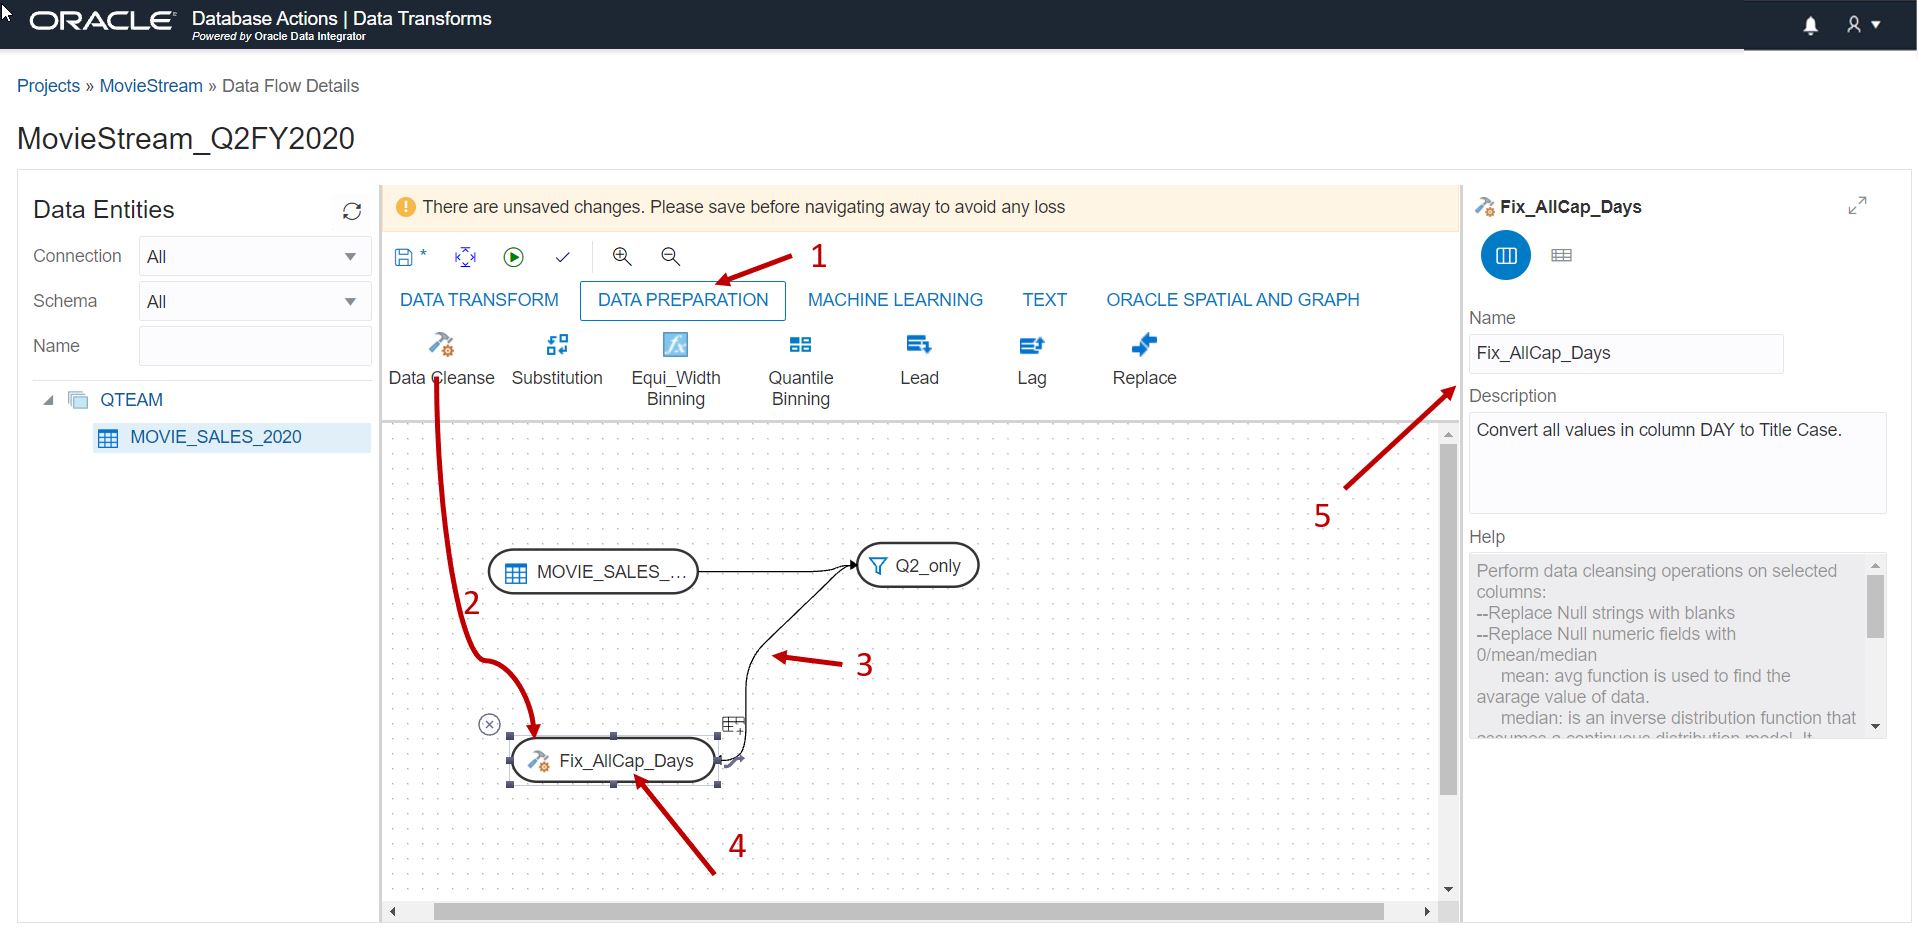 ORACLE Database Actions | Data Transforms
Powered by Oracle Data Integrator
Projects » MovieStream » Data Flow Details
MovieStream_Q2FY2020
Data Entities
Connection All
Schema All
Name
QTEAM
MOVIE_SALES_2020
There are unsaved changes. Please save before navigating away to avoid any loss
* 1
DATA TRANSFORM DATA PREPARATION MACHINE LEARNING TEXT ORACLE SPATIAL AND GRAPH
fx
Data Cleanse Substitution Equi_Width Quantile Lead Lag Replace
Binning Binning
5
MOVIE_SALES_... Q2_only
2
3
Fix_AllCap_Days
4
Fix_AllCap_Days
Name
Fix_AllCap_Days
Description
Convert all values in column DAY to Title Case.
Help
Perform data cleansing operations on selected
columns:
--Replace Null strings with blanks
--Replace Null numeric fields with
0/mean/median
mean: avg function is used to find the
avarage value of data.
median: is an inverse distribution function that
assumes a continuous distribution model. It